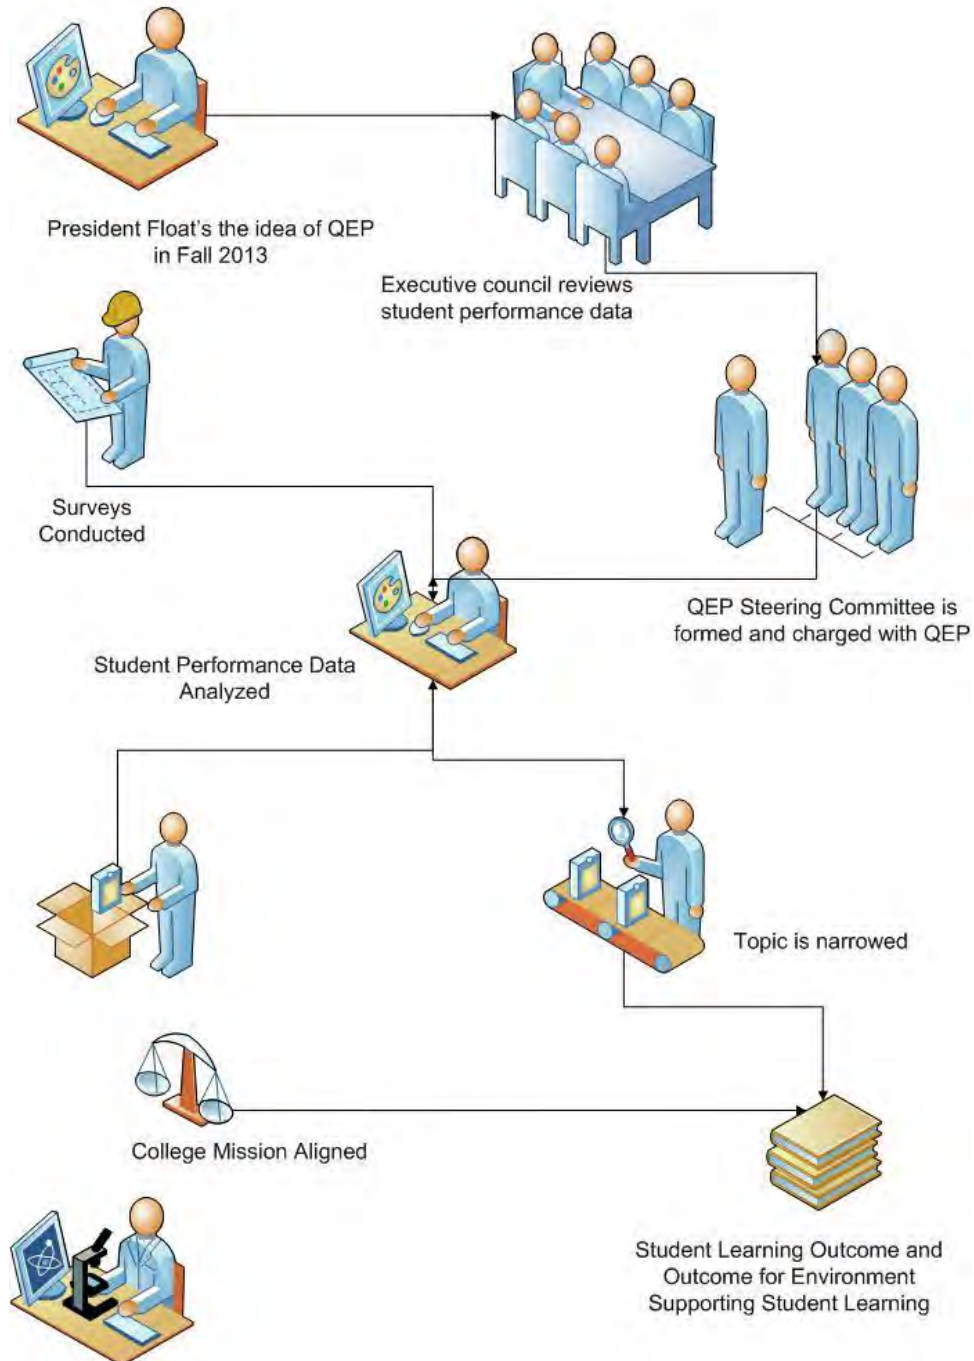 President Float's the idea of QEP
in Fall 2013
Executive council reviews
student performance data
Surveys
Conducted
QEP Steering Committee is
formed and charged with QEP
Student Performance Data
Analyzed
Topic is narrowed
College Mission Aligned
Student Learning Outcome and
Outcome for Environment
Supporting Student Learning